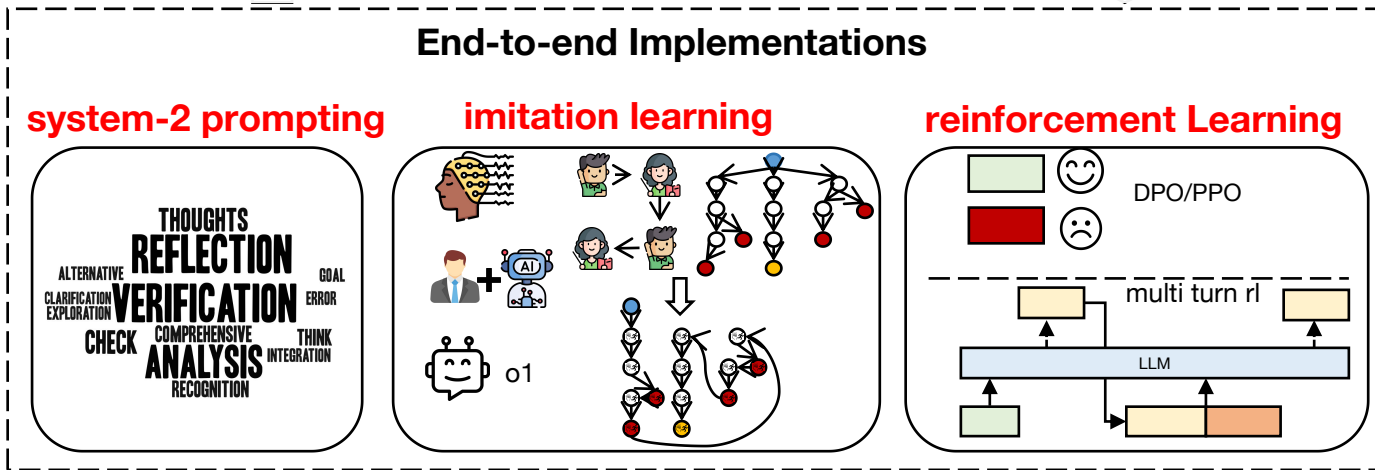 End-to-end Implementations
system-2 prompting
THOUGHTS
REFLECTION
ALTERNATIVE
GOAL
CLARIFICATION
VERIFICATION
ERROR
EXPLORATION
CHECK
COMPREHENSIVE
THINK
ANALYSIS
INTEGRATION
RECOGNITION
imitation learning
AI
o1
reinforcement Learning
DPO/PPO
multi turn rl
LLM